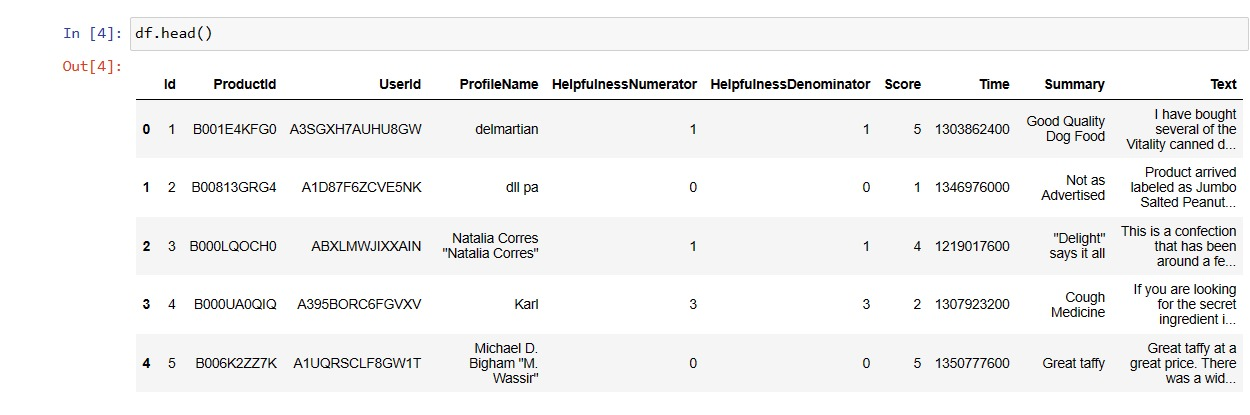 In [4]: df.head()
Out[4]:
Id ProductId UserId ProfileName HelpfulnessNumerator HelpfulnessDenominator Score Time Summary Text
0 1 B001E4KFG0 A3SGXH7AUHU8GW delmartian 1 1 5 1303862400 Good Quality Dog Food I have bought several of the Vitality canned d...
1 2 B00813GRG4 A1D87F6ZCVE5NK dll pa 0 0 1 1346976000 Not as Advertised Product arrived labeled as Jumbo Salted Peanut...
2 3 B000LQOCH0 ABXLMWJIXXAIN Natalia Corres "Natalia Corres" 1 1 4 1219017600 "Delight" says it all This is a confection that has been around a fe...
3 4 B000UA0QIQ A395BORC6FGVXV Karl 3 3 2 1307923200 Cough Medicine If you are looking for the secret ingredient i...
4 5 B006K2ZZ7K A1UQRSCLF8GW1T Michael D. Bigham "M. Wassir" 0 0 5 1350777600 Great taffy Great taffy at a great price. There was a wid...